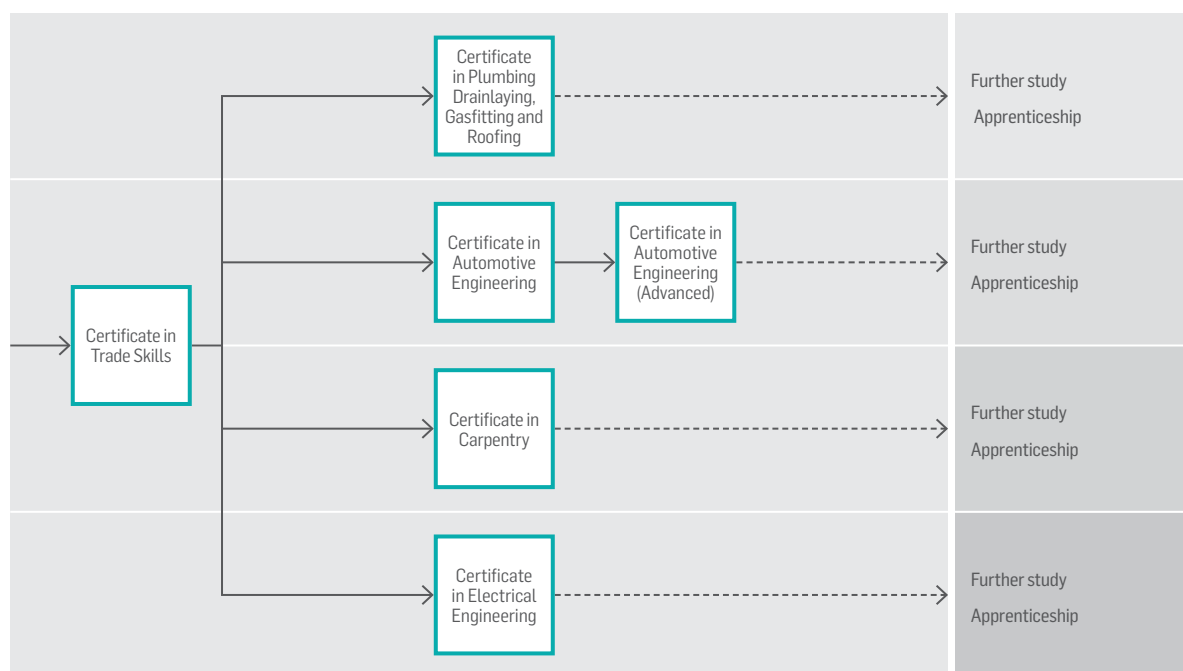 Certificate
in Plumbing
Drainlaying,
Gasfitting and
Roofing
Further study
Apprenticeship
Certificate in
Automotive
Engineering
Certificate in
Automotive
Engineering
(Advanced)
Further study
Apprenticeship
Certificate in
Trade Skills
Certificate in
Carpentry
Further study
Apprenticeship
Certificate
in Electrical
Engineering
Further study
Apprenticeship